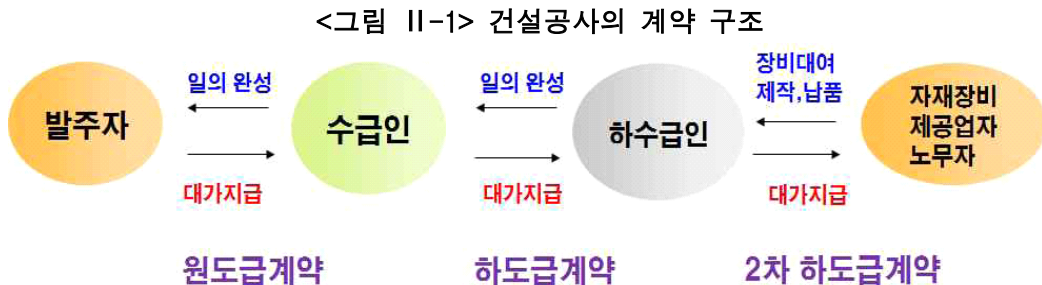 <그림 Ⅱ-1> 건설공사의 계약 구조
발주자
일의 완성
대가지급
수급인
일의 완성
대가지급
하수급인
장비대여
제작,납품
대가지급
자재장비
제공업자
노무자
원도급계약
하도급계약
2차 하도급계약